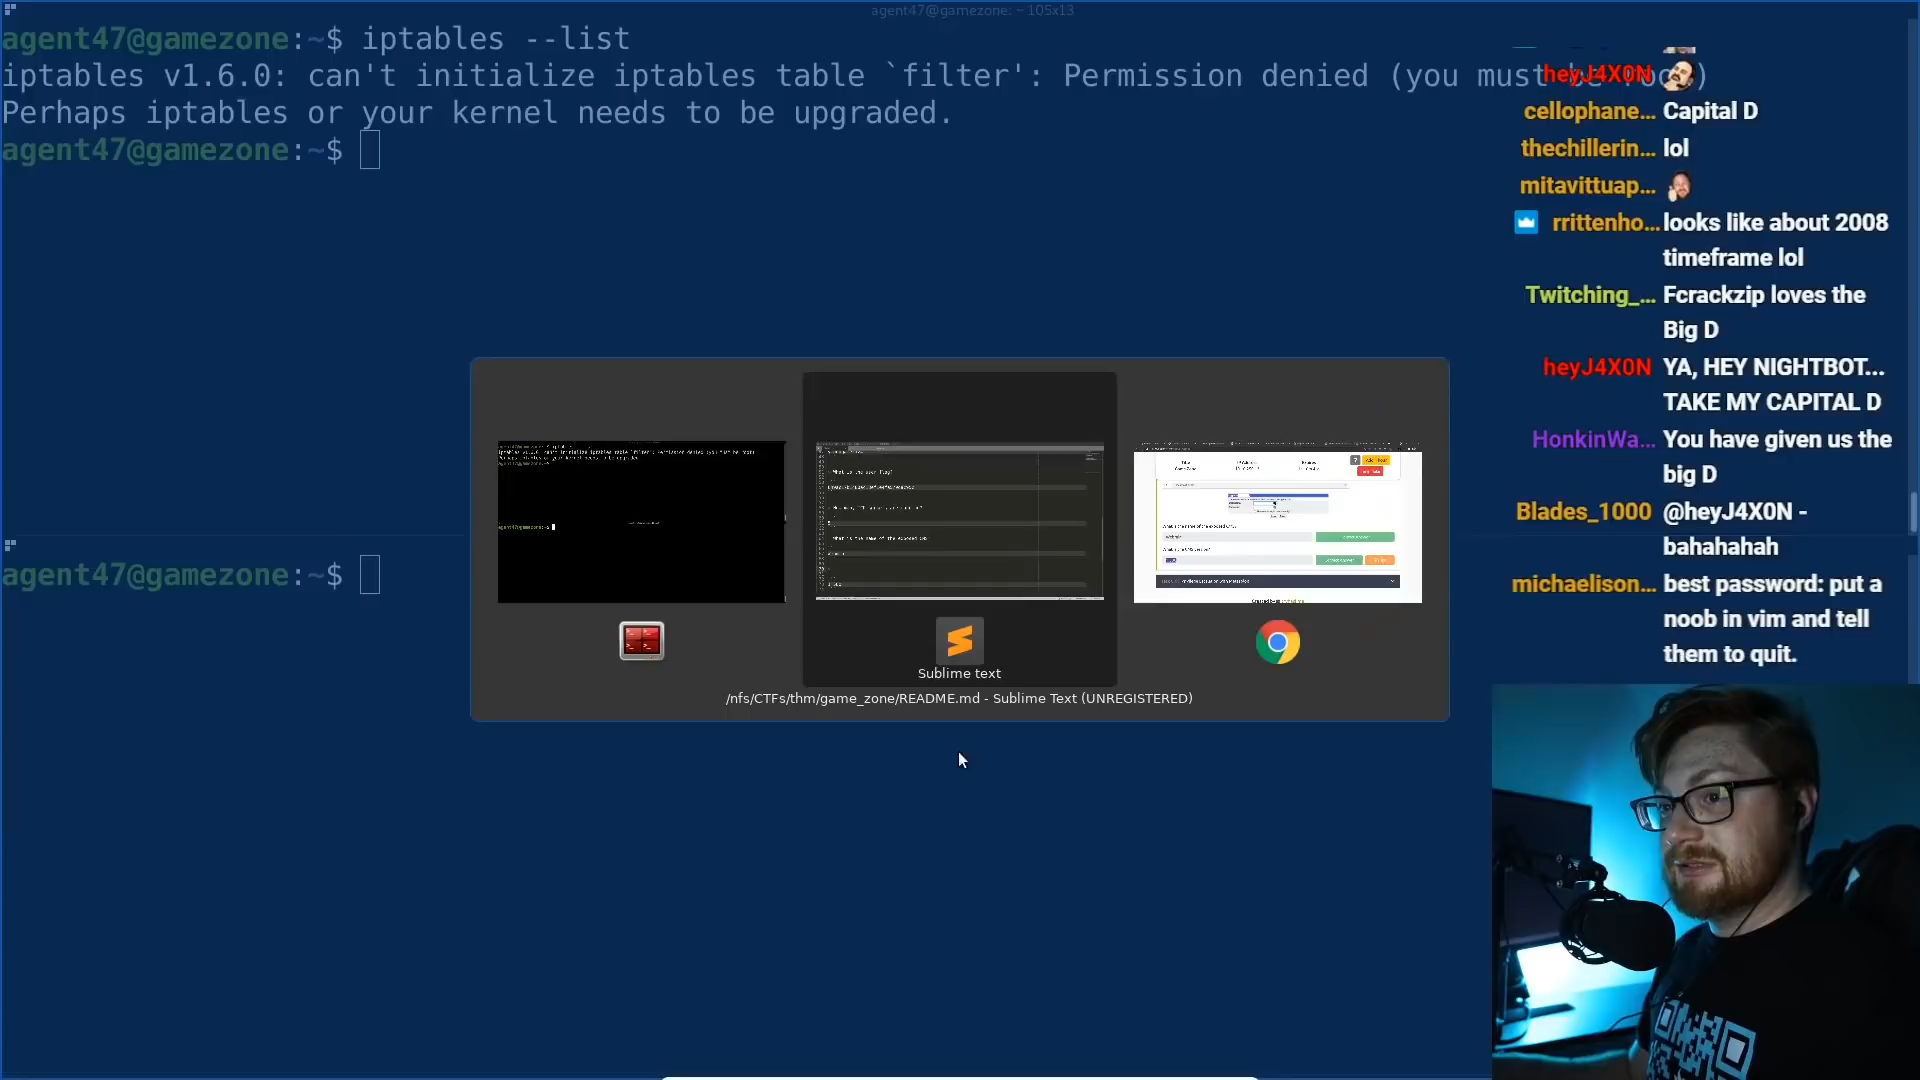 agent47@gamezone: ~ 105x13
agent47@gamezone:~$ iptables --list
iptables v1.6.0: can't initialize iptables table `filter': Permission denied (you must be root)
Perhaps iptables or your kernel needs to be upgraded.
agent47@gamezone:~$
agent47@gamezone:~$
Sublime text
/nfs/CTFs/thm/game_zone/README.md - Sublime Text (UNREGISTERED)
heyJ4X0N
cellophane... Capital D
thechillerin... lol
mitavittuap...
rrittenho... looks like about 2008
timeframe lol
Twitching_... Fcrackzip loves the
Big D
heyJ4X0N YA, HEY NIGHTBOT...
TAKE MY CAPITAL D
HonkinWa... You have given us the
big D
Blades_1000 @heyJ4X0N -
bahahahah
michaelison... best password: put a
noob in vim and tell
them to quit.